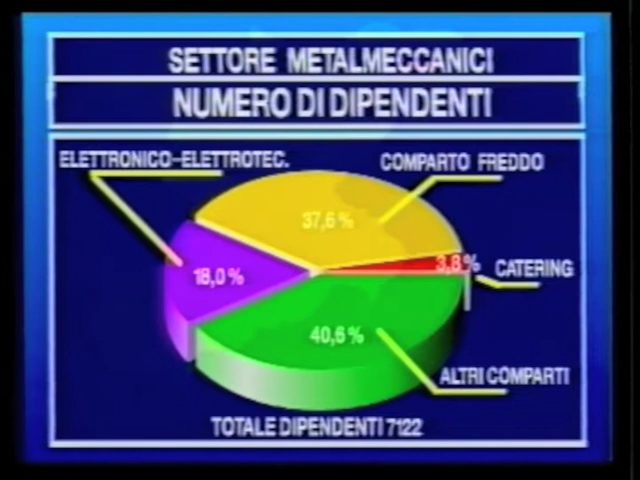 SETTORE METALMECCANICI
NUMERO DI DIPENDENTI
ELETTRONICO-ELETTROTEC.
COMPARTO FREDDO
37,6 %
3,8 %
CATERING
18,0 %
40,6 %
ALTRI COMPARTI
TOTALE DIPENDENTI 7122